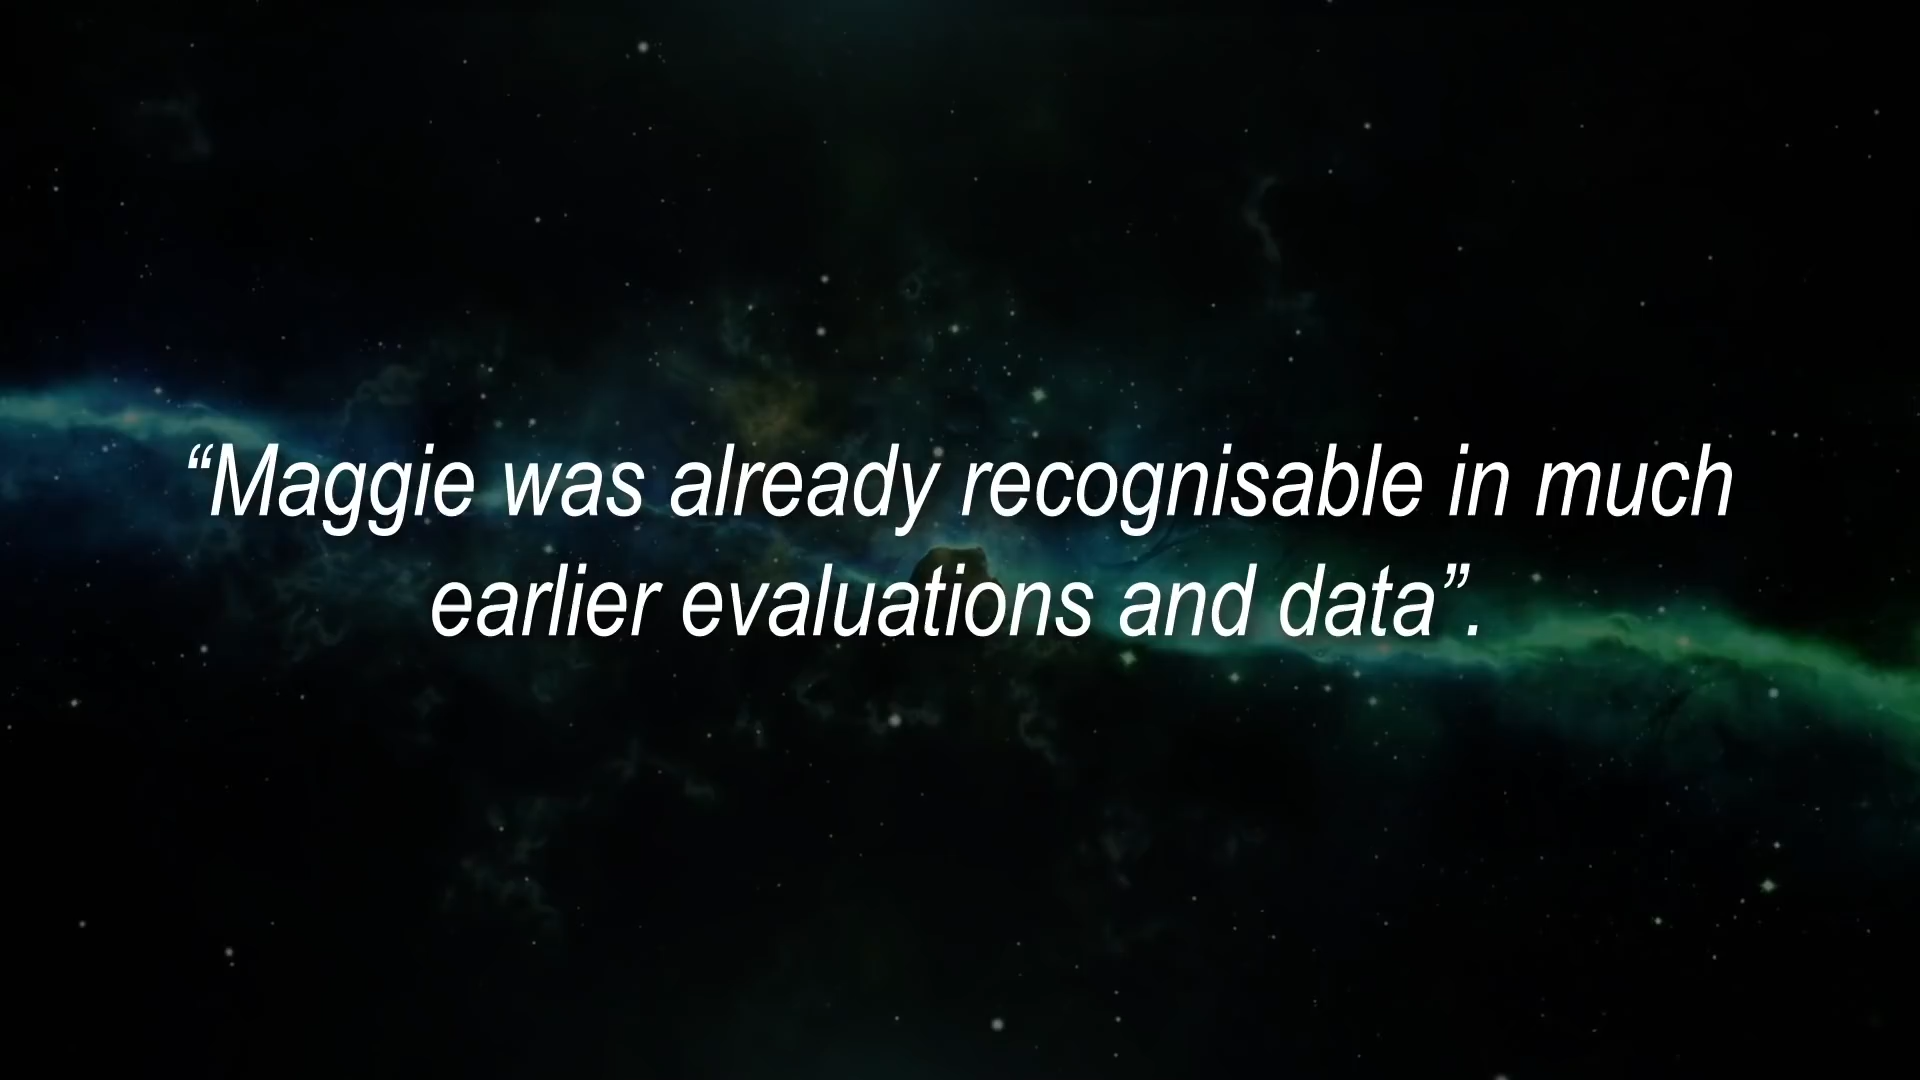 “Maggie was already recognisable in much
earlier evaluations and data”.